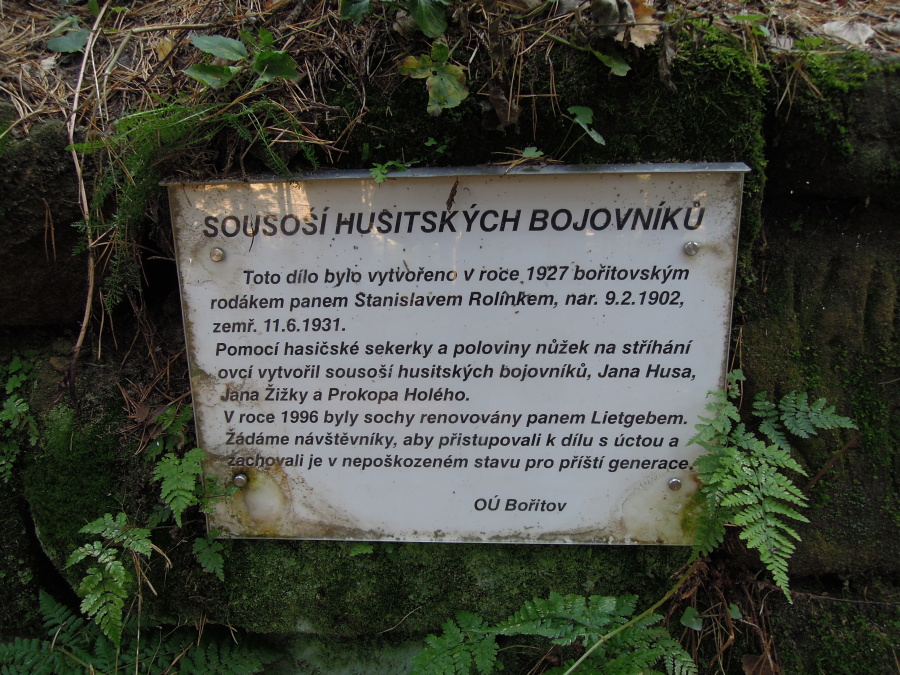 SOUSOŠÍ HUSITSKÝCH BOJOVNÍKŮ
Toto dílo bylo vytvořeno v roce 1927 bořitovským
rodákem panem Stanislavem Rolínkem, nar. 9.2.1902,
zemř. 11.6.1931.
Pomocí hasičské sekerky a poloviny nůžek na stříhání
ovcí vytvořil sousoší husitských bojovníků, Jana Husa,
Jana Žižky a Prokopa Holého.
V roce 1996 byly sochy renovovány panem Lietgebem.
Žádáme návštěvníky, aby přistupovali k dílu s úctou a
zachovali je v nepoškozeném stavu pro příští generace.
OÚ Bořitov